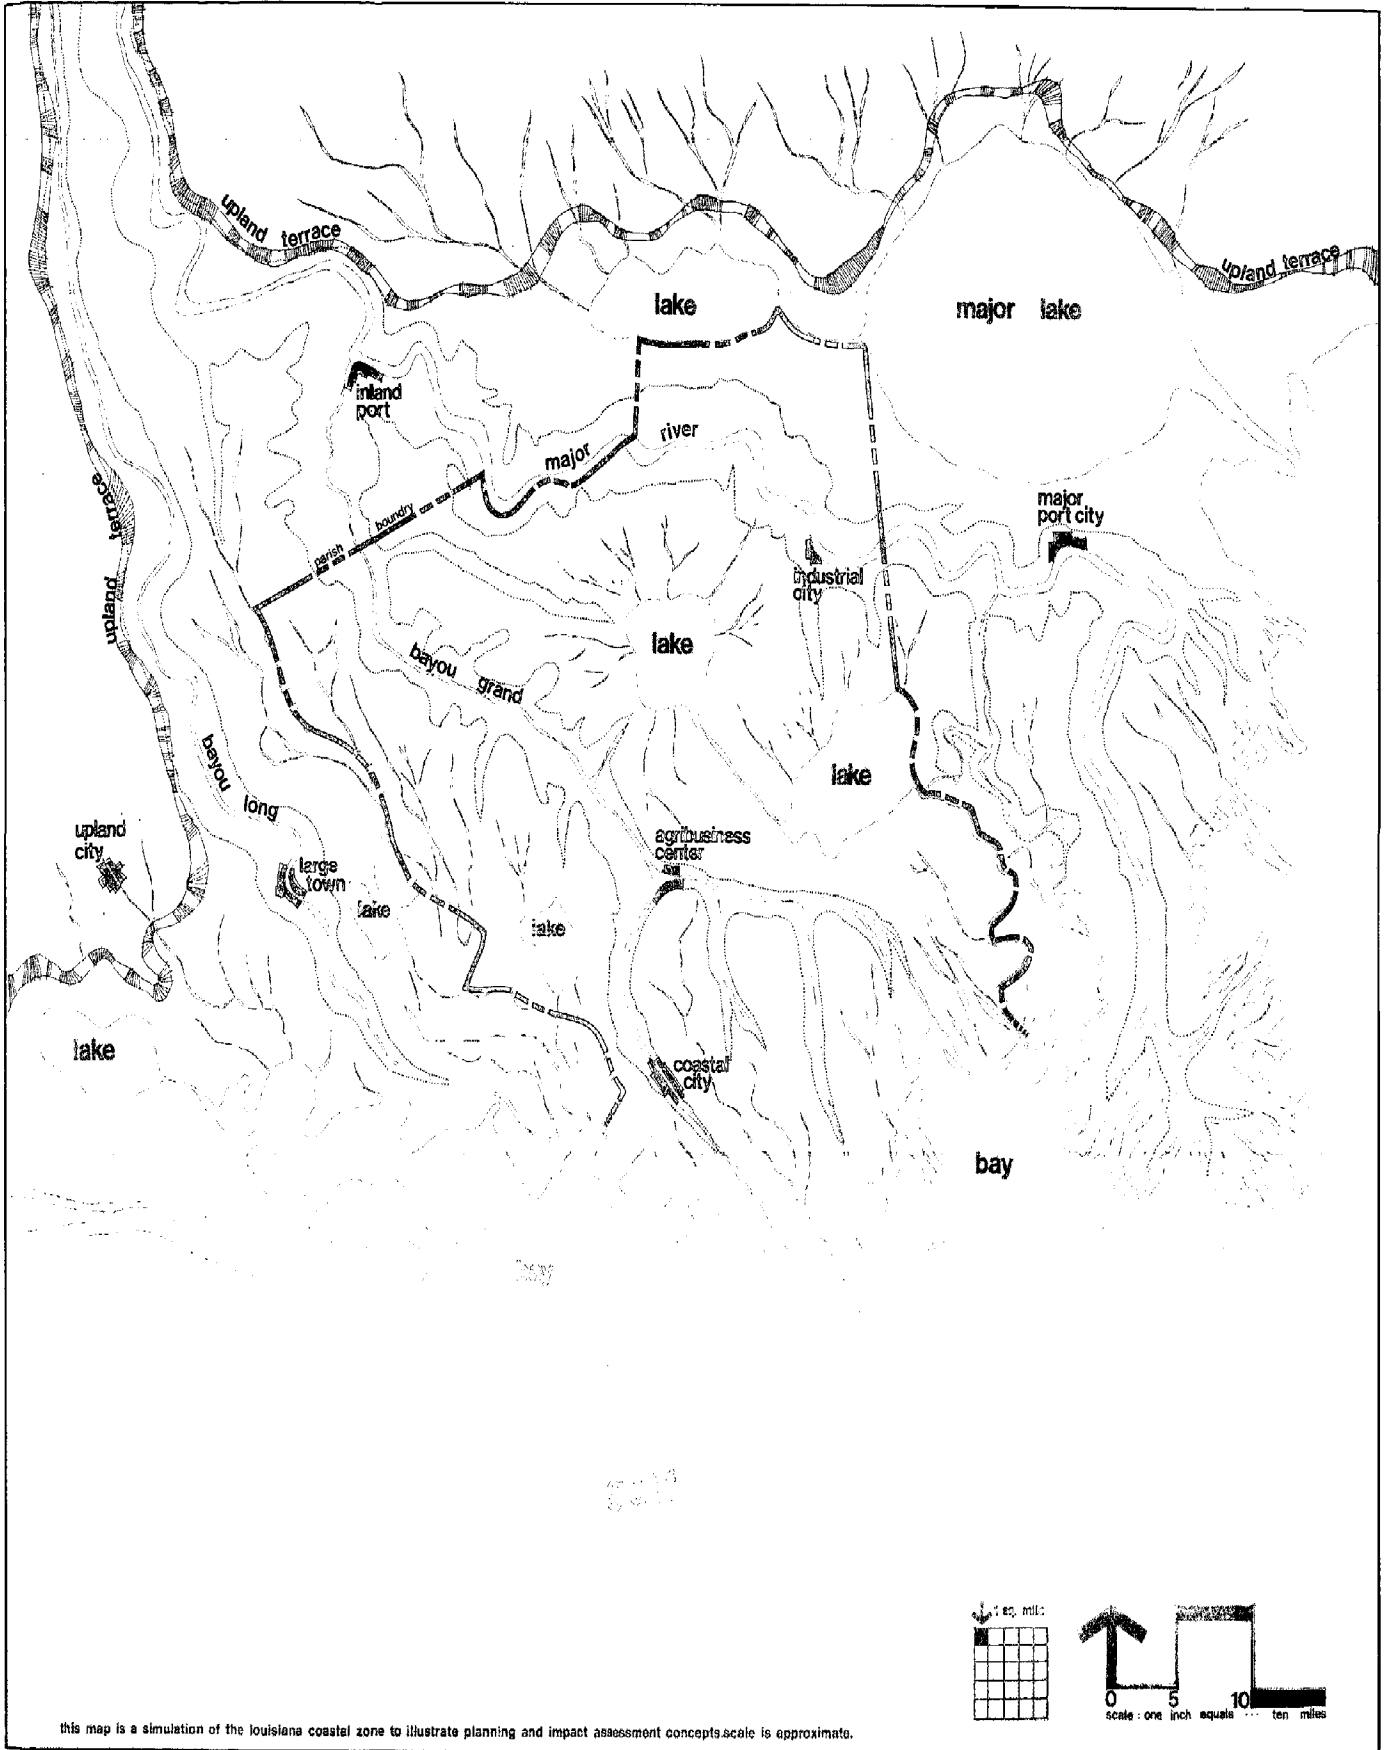 upland terrace
upland terrace
lake
major lake
inland
port
major river
parish boundry
major
port city
upland terrace
industrial
city
lake
bayou grand
bayou long
lake
upland
city
agribusiness
center
large
town
lake
lake
lake
coastal
city
bay
bay
1 sq. mile
0 5 10
scale : one inch equals ... ten miles
this map is a simulation of the louisiana coastal zone to illustrate planning and impact assessment concepts.scale is approximate.